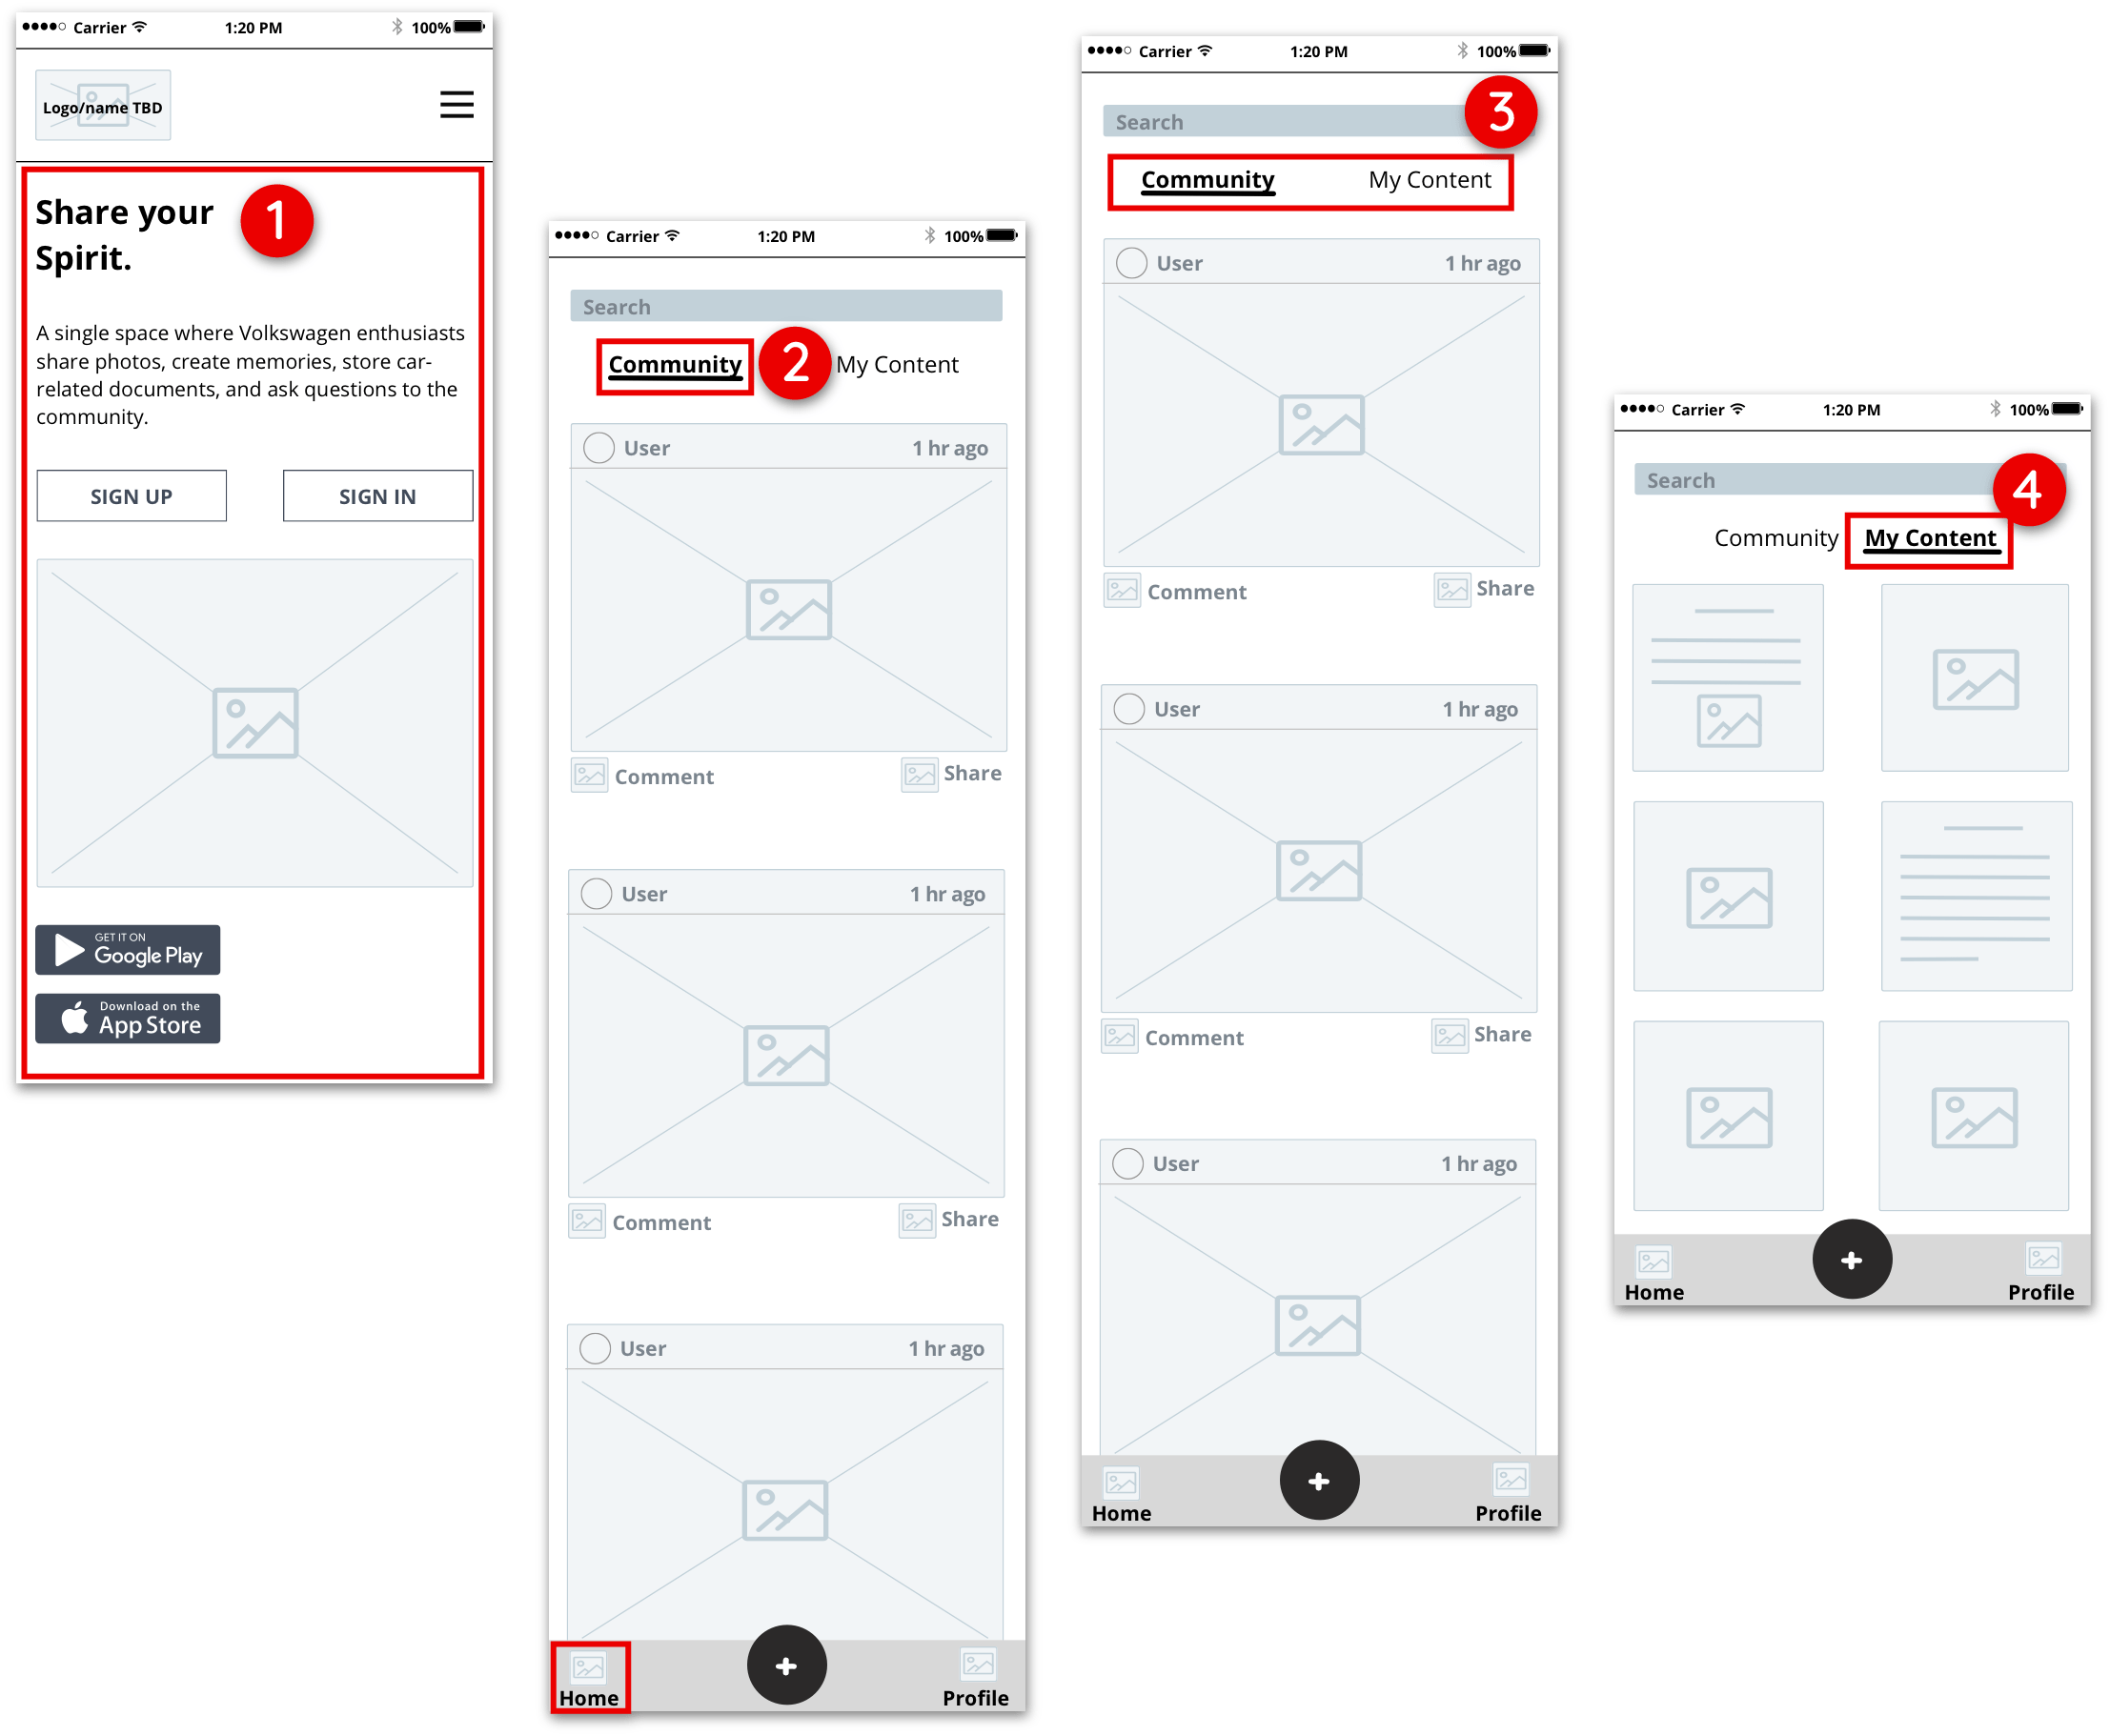 Carrier 1:20 PM 100%
Logo/name TBD
Share your
Spirit.
1
A single space where Volkswagen enthusiasts
share photos, create memories, store car-
related documents, and ask questions to the
community.
SIGN UP SIGN IN
GET IT ON
Google Play
Download on the
App Store
Carrier 1:20 PM 100%
Search
Community 2 My Content
User 1 hr ago
Comment Share
User 1 hr ago
Comment Share
User 1 hr ago
+
Home Profile
Carrier 1:20 PM 100%
3
Search
Community My Content
User 1 hr ago
Comment Share
User 1 hr ago
Comment Share
User 1 hr ago
+
Home Profile
Carrier 1:20 PM 100%
Search 4
Community My Content
+
Home Profile